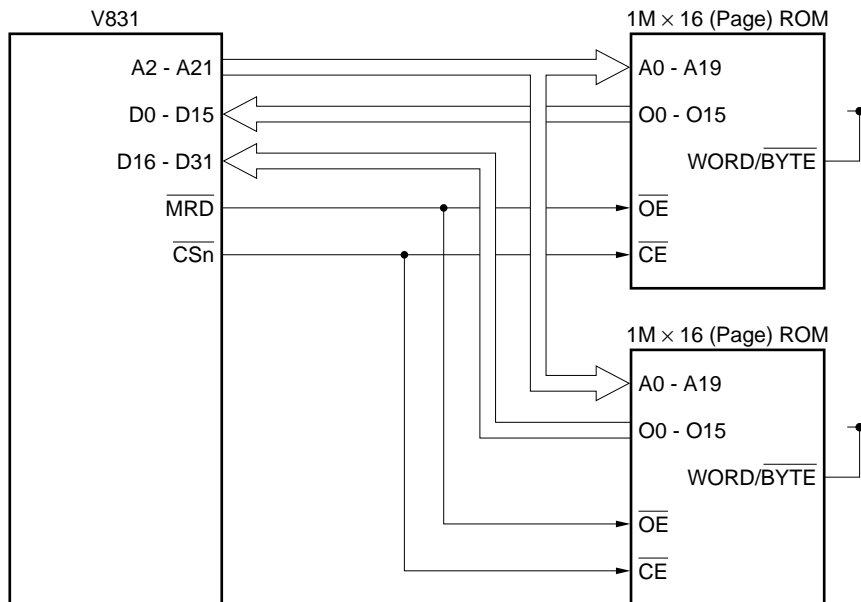 V831
A2 - A21
D0 - D15
D16 - D31
MRD
CSn
1M × 16 (Page) ROM
A0 - A19
O0 - O15
WORD/BYTE
OE
CE
1M × 16 (Page) ROM
A0 - A19
O0 - O15
WORD/BYTE
OE
CE